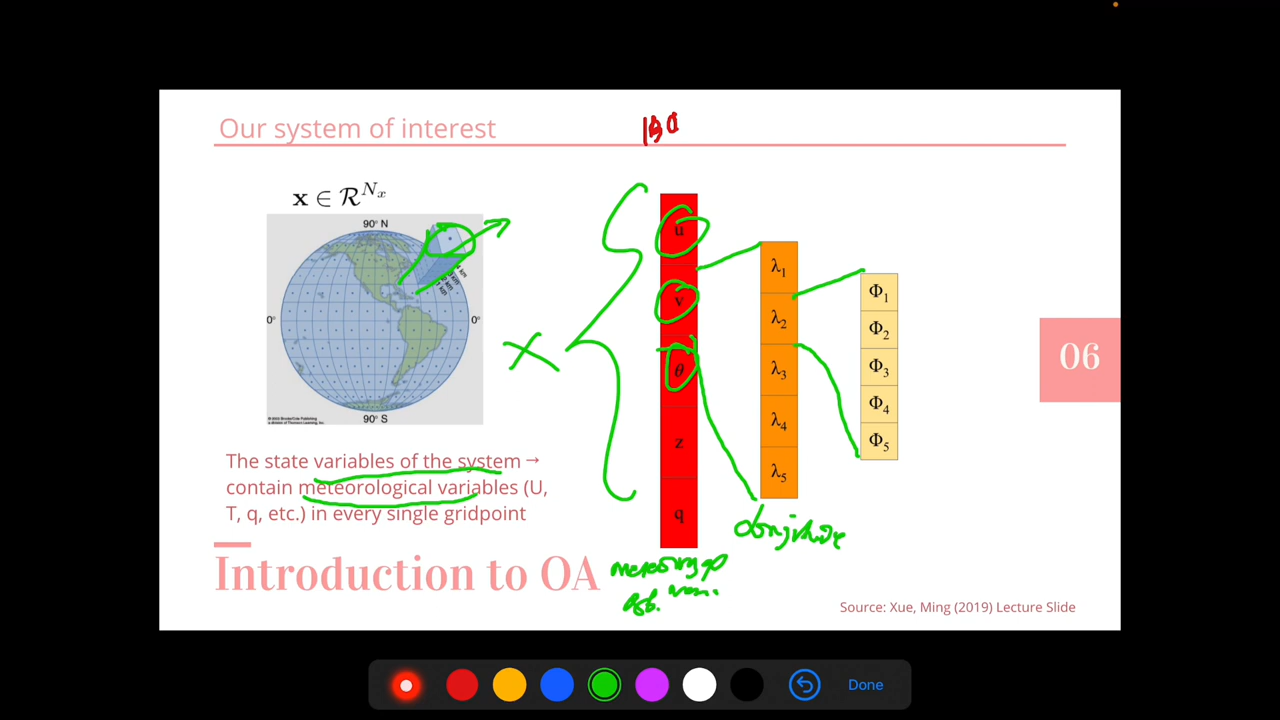 Our system of interest
x ∈ R^{N_x}
90° N
0°
0°
90° S
X
u
v
θ
z
q
λ1
λ2
λ3
λ4
λ5
Φ1
Φ2
Φ3
Φ4
Φ5
06
The state variables of the system →
contain meteorological variables (U,
T, q, etc.) in every single gridpoint
Introduction to OA
Source: Xue, Ming (2019) Lecture Slide
Done